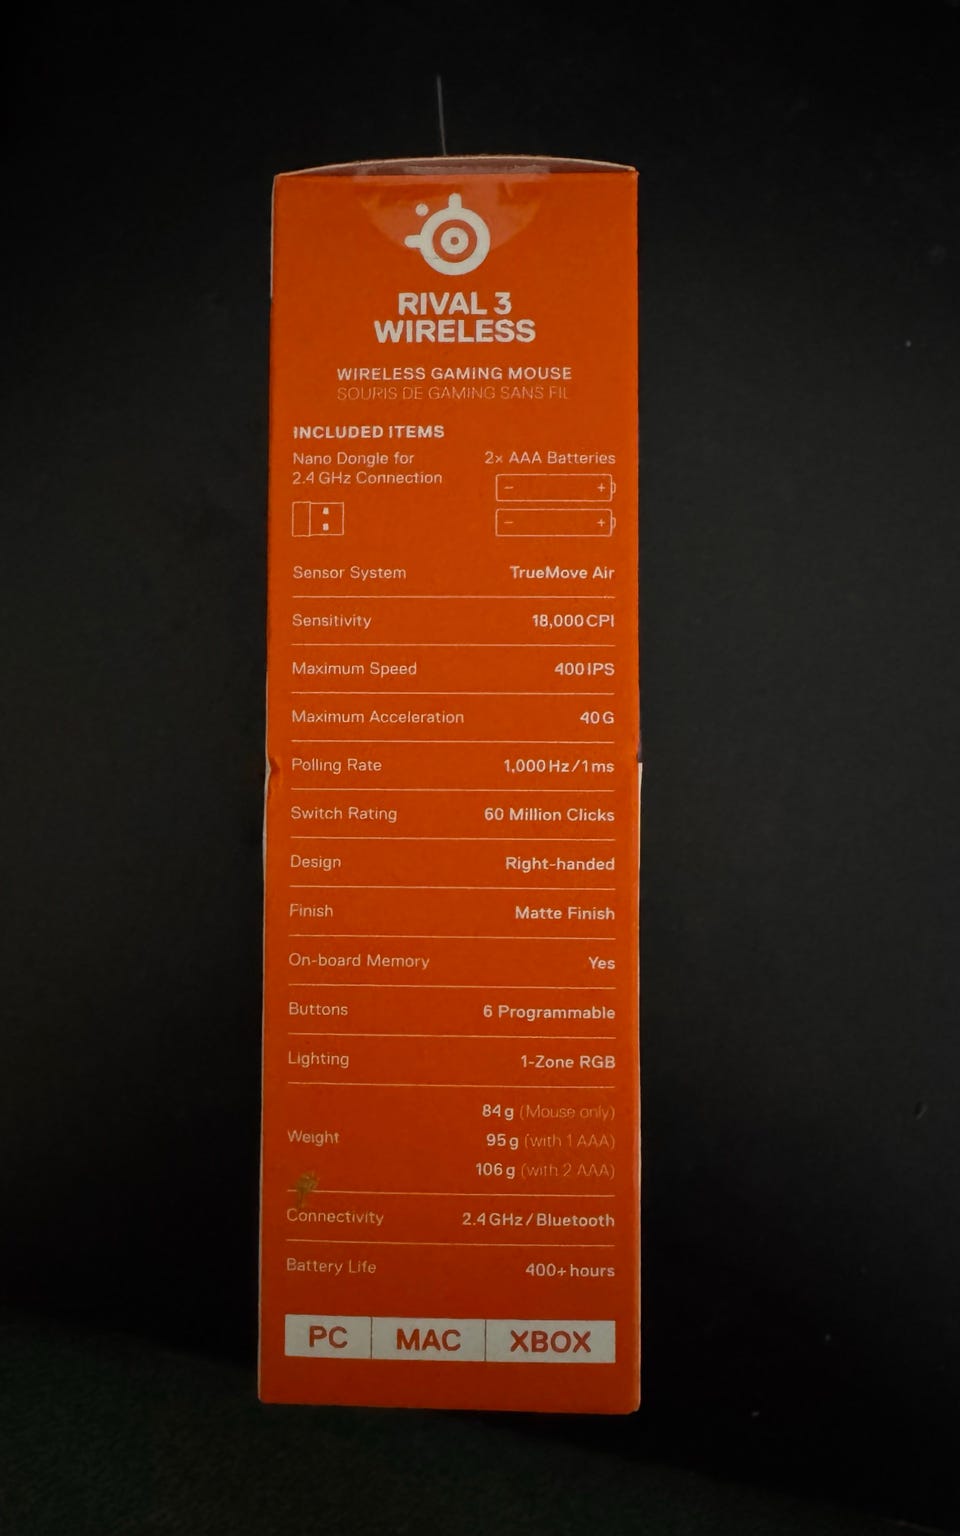 RIVAL 3
WIRELESS
WIRELESS GAMING MOUSE
SOURIS DE GAMING SANS FIL
INCLUDED ITEMS
Nano Dongle for
2.4 GHz Connection
2x AAA Batteries
Sensor System TrueMove Air
Sensitivity 18,000 CPI
Maximum Speed 400 IPS
Maximum Acceleration 40 G
Polling Rate 1,000 Hz / 1 ms
Switch Rating 60 Million Clicks
Design Right-handed
Finish Matte Finish
On-board Memory Yes
Buttons 6 Programmable
Lighting 1-Zone RGB
Weight 84 g (Mouse only)
95 g (with 1 AAA)
106 g (with 2 AAA)
Connectivity 2.4 GHz / Bluetooth
Battery Life 400+ hours
PC MAC XBOX